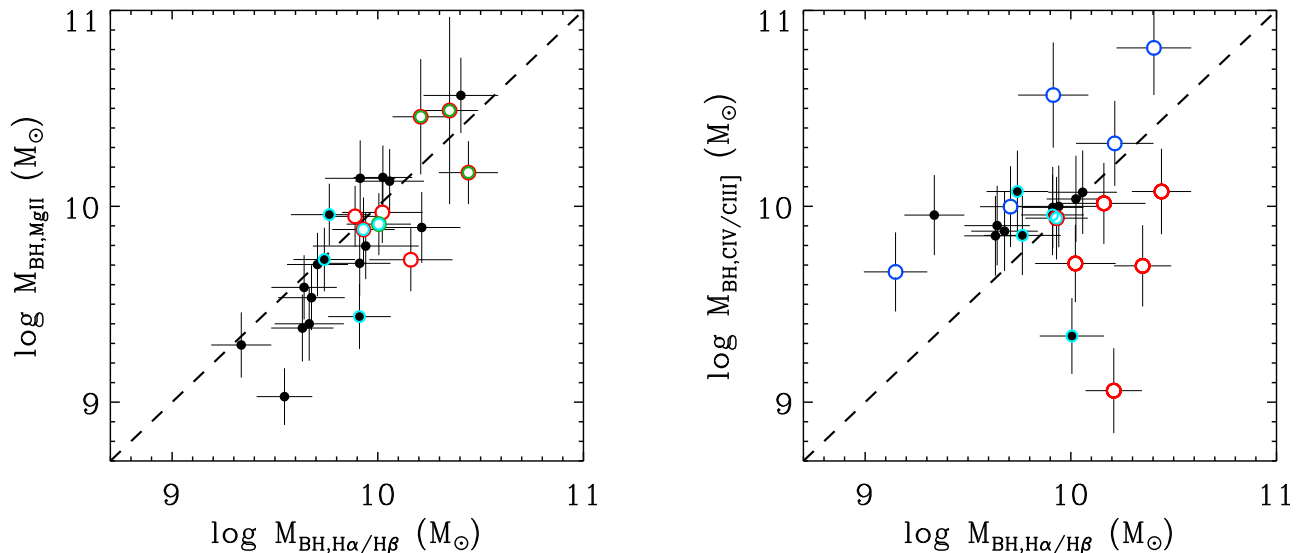 11
10
9
log M_BH,MgII (M_⊙)
9 10 11
log M_BH,Hα/Hβ (M_⊙)
11
10
9
log M_BH,CIV/CIII] (M_⊙)
9 10 11
log M_BH,Hα/Hβ (M_⊙)